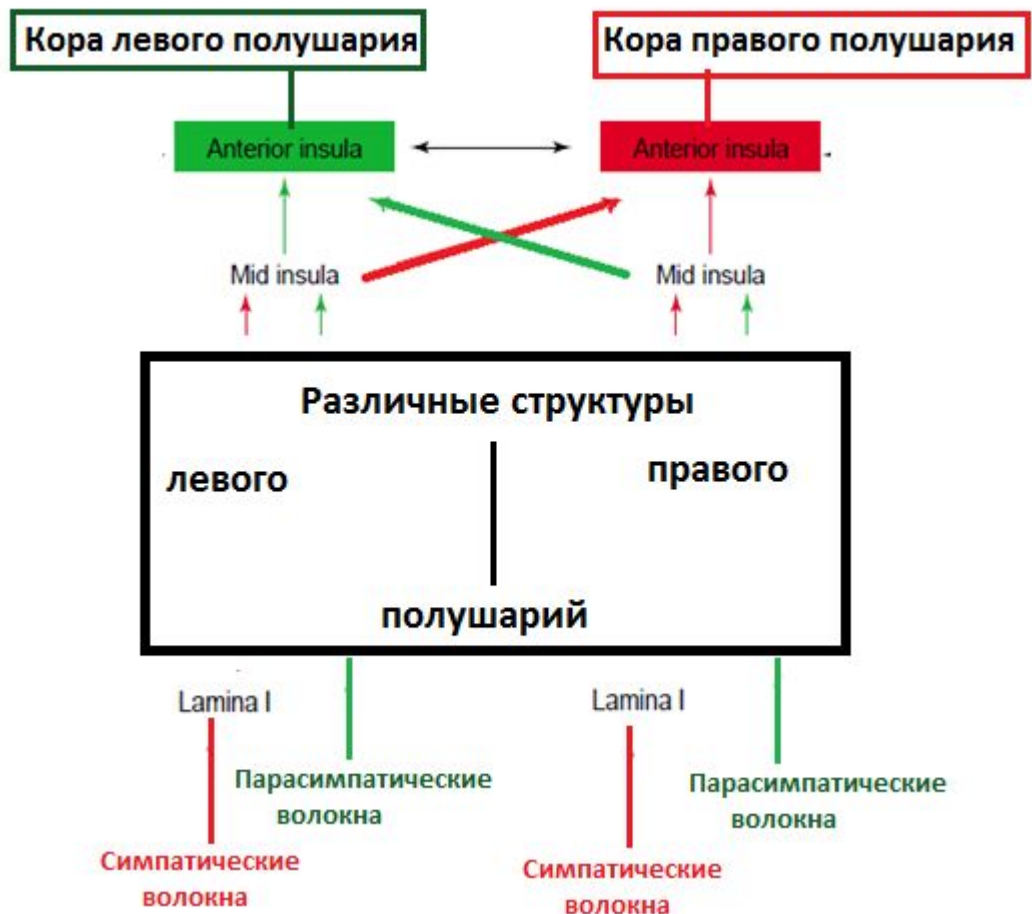 Кора левого полушария
Кора правого полушария
Anterior insula
Anterior insula
Mid insula
Mid insula
Различные структуры
левого
правого
полушарий
Lamina I
Lamina I
Парасимпатические
волокна
Парасимпатические
волокна
Симпатические
волокна
Симпатические
волокна